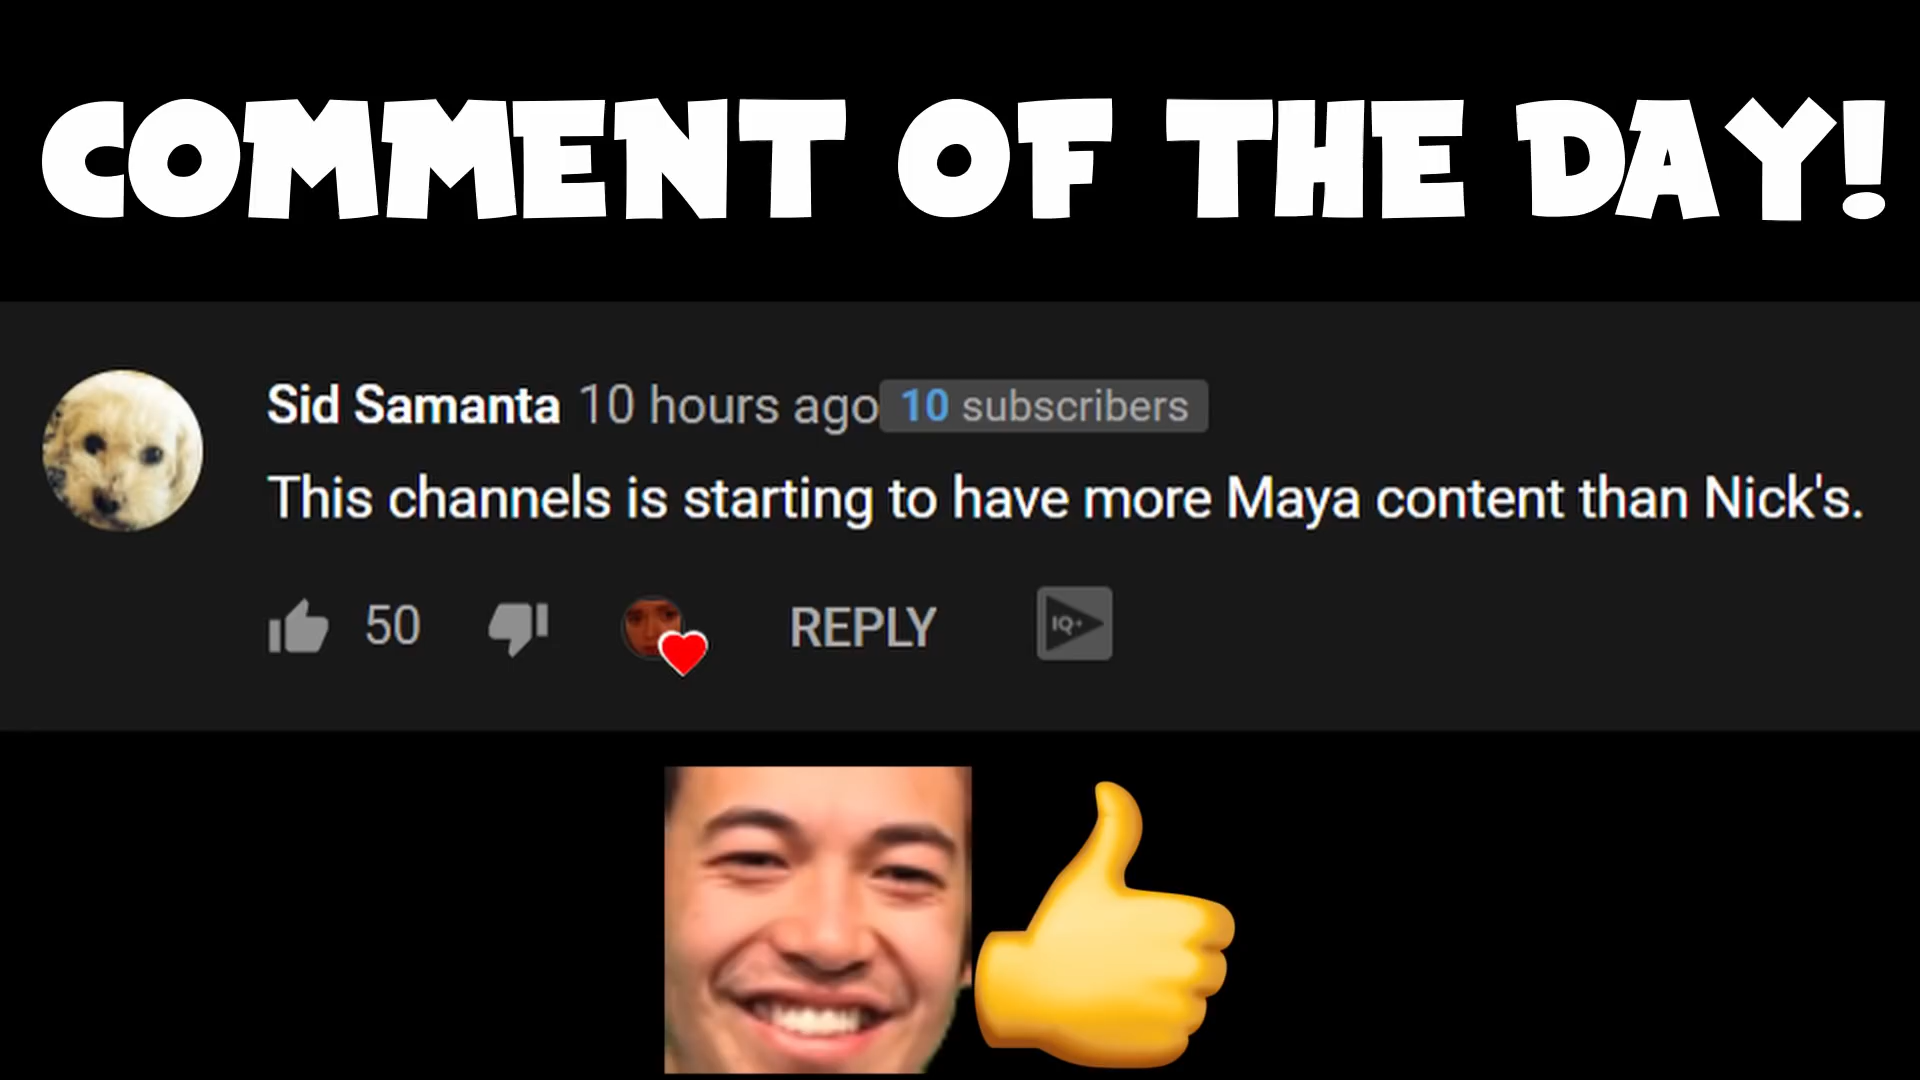 COMMENT OF THE DAY!
Sid Samanta 10 hours ago 10 subscribers
This channels is starting to have more Maya content than Nick's.
50 REPLY IQ+